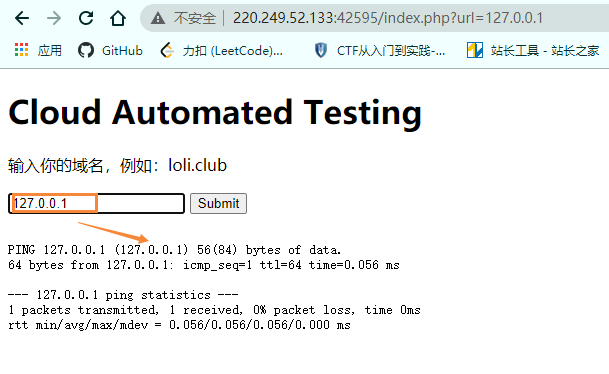 不安全 | 220.249.52.133:42595/index.php?url=127.0.0.1
应用 GitHub 力扣 (LeetCode)... CTF从入门到实践-... 站长工具 - 站长之家
Cloud Automated Testing
输入你的域名，例如：loli.club
127.0.0.1 Submit
PING 127.0.0.1 (127.0.0.1) 56(84) bytes of data.
64 bytes from 127.0.0.1: icmp_seq=1 ttl=64 time=0.056 ms
--- 127.0.0.1 ping statistics ---
1 packets transmitted, 1 received, 0% packet loss, time 0ms
rtt min/avg/max/mdev = 0.056/0.056/0.056/0.000 ms